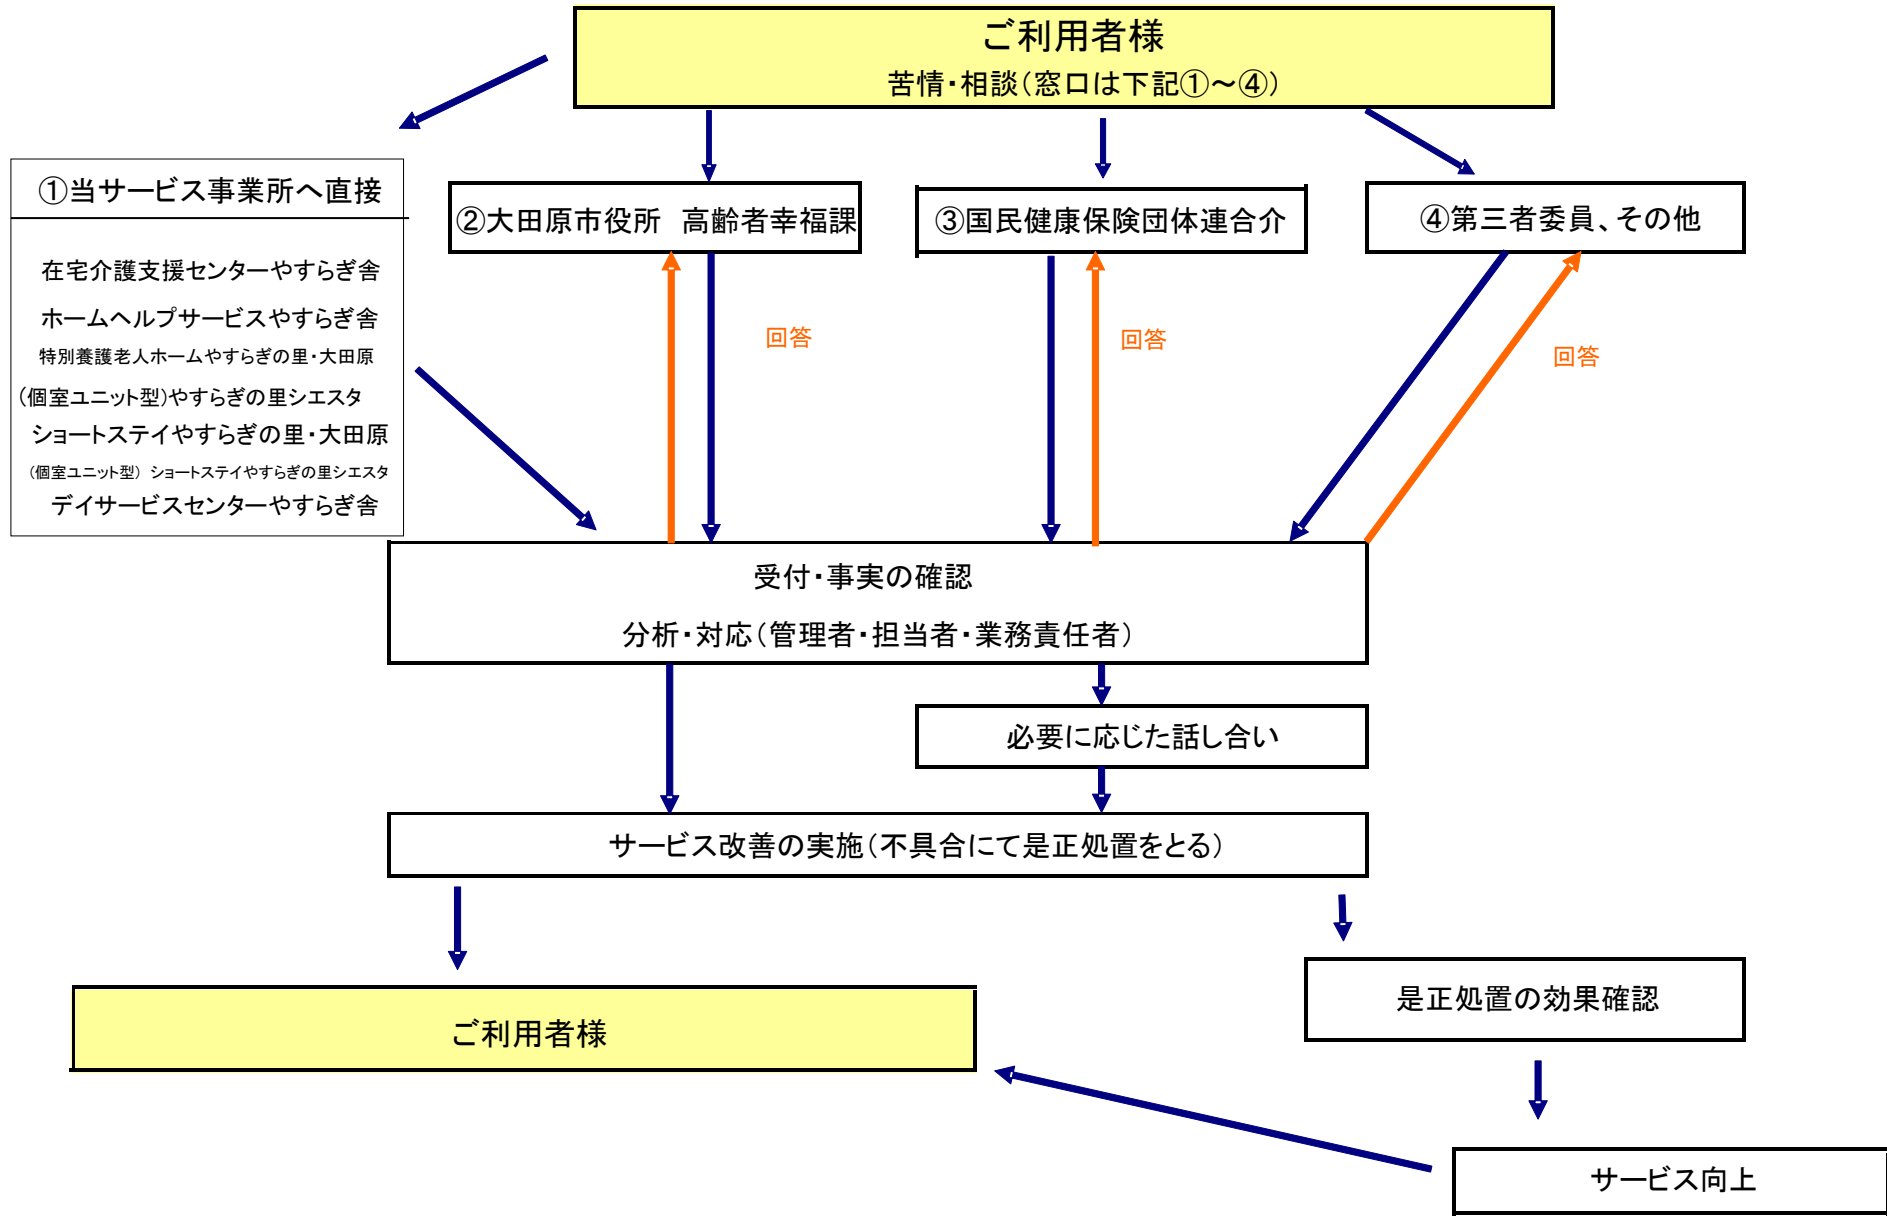 ご利用者様
苦情・相談（窓口は下記①～④）
①当サービス事業所へ直接
在宅介護支援センターやすらぎ舎
ホームヘルプサービスやすらぎ舎
特別養護老人ホームやすらぎの里・大田原
（個室ユニット型）やすらぎの里シエスタ
ショートステイやすらぎの里・大田原
（個室ユニット型） ショートステイやすらぎの里シエスタ
デイサービスセンターやすらぎ舎
②大田原市役所　高齢者幸福課
③国民健康保険団体連合介
④第三者委員、その他
回答
回答
回答
受付・事実の確認
分析・対応（管理者・担当者・業務責任者）
必要に応じた話し合い
サービス改善の実施（不具合にて是正処置をとる）
是正処置の効果確認
ご利用者様
サービス向上